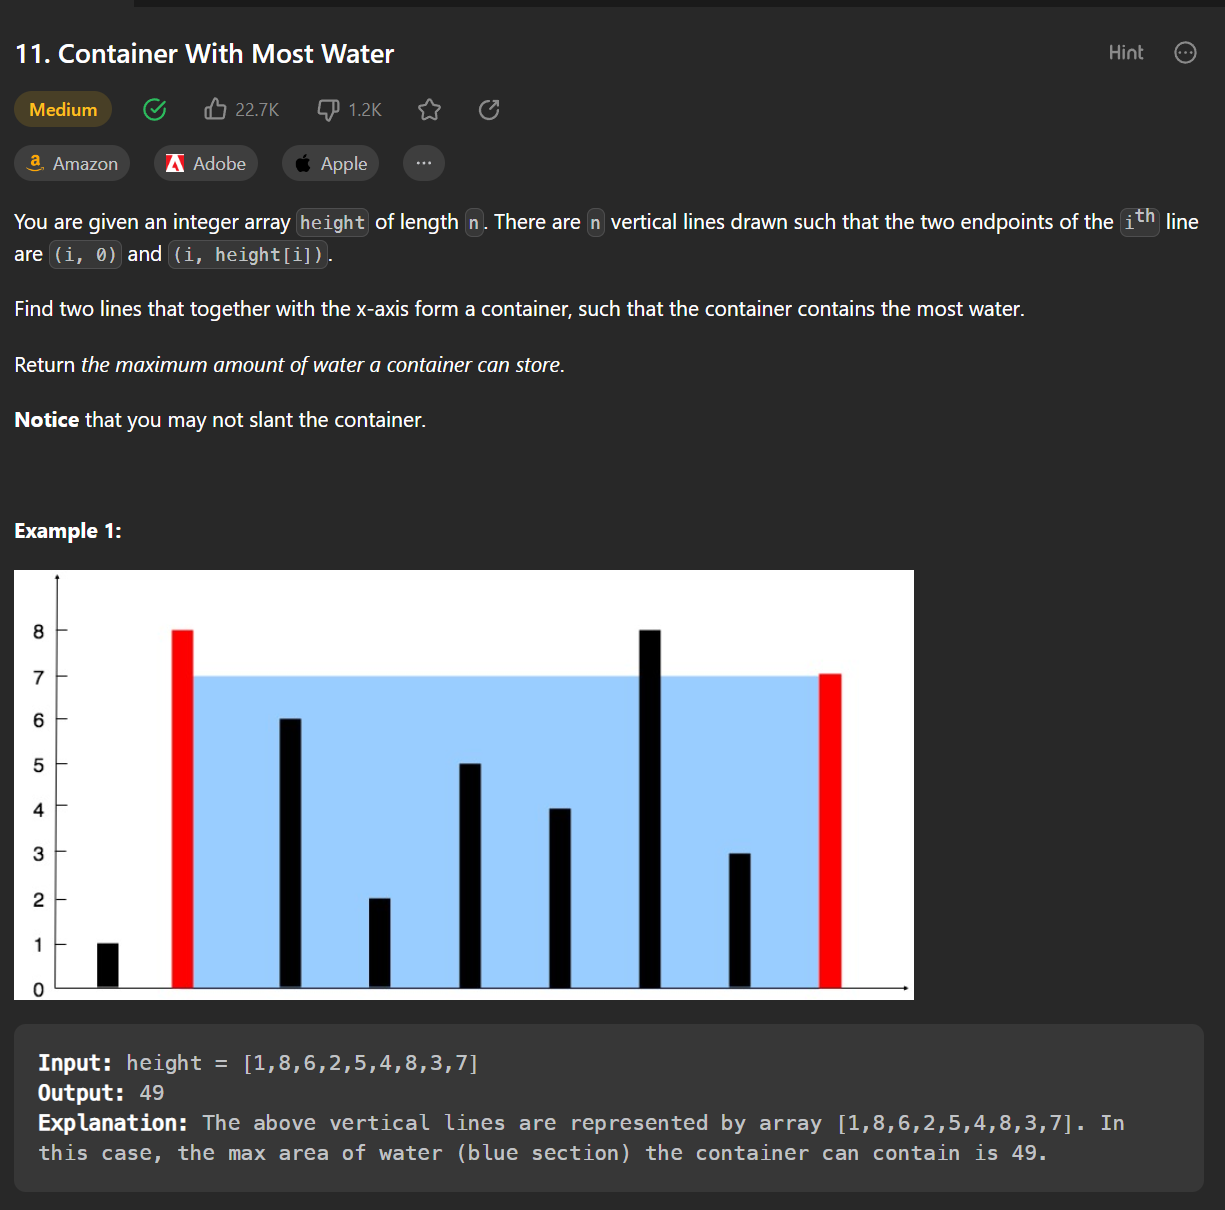 11. Container With Most Water
Hint
Medium
22.7K
1.2K
Amazon
Adobe
Apple
You are given an integer array height of length n. There are n vertical lines drawn such that the two endpoints of the ith line
are (i, 0) and (i, height[i]).
Find two lines that together with the x-axis form a container, such that the container contains the most water.
Return the maximum amount of water a container can store.
Notice that you may not slant the container.
Example 1:
8
7
6
5
4
3
2
1
0
Input: height = [1,8,6,2,5,4,8,3,7]
Output: 49
Explanation: The above vertical lines are represented by array [1,8,6,2,5,4,8,3,7]. In
this case, the max area of water (blue section) the container can contain is 49.